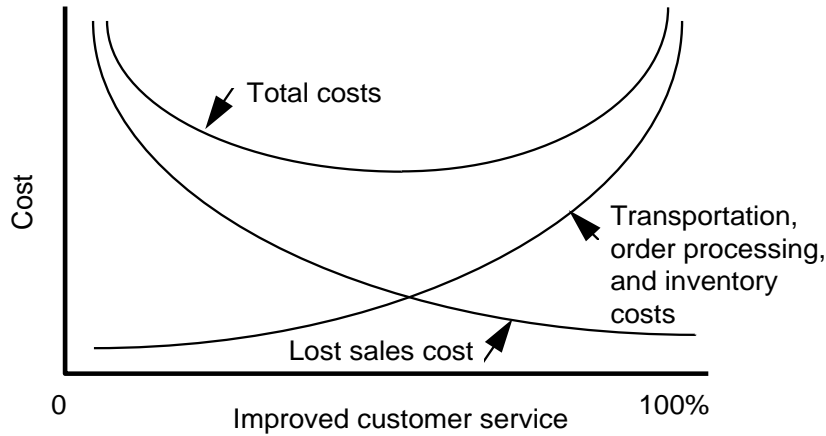 Total costs
Cost
Transportation,
order processing,
and inventory
costs
Lost sales cost
0
100%
Improved customer service